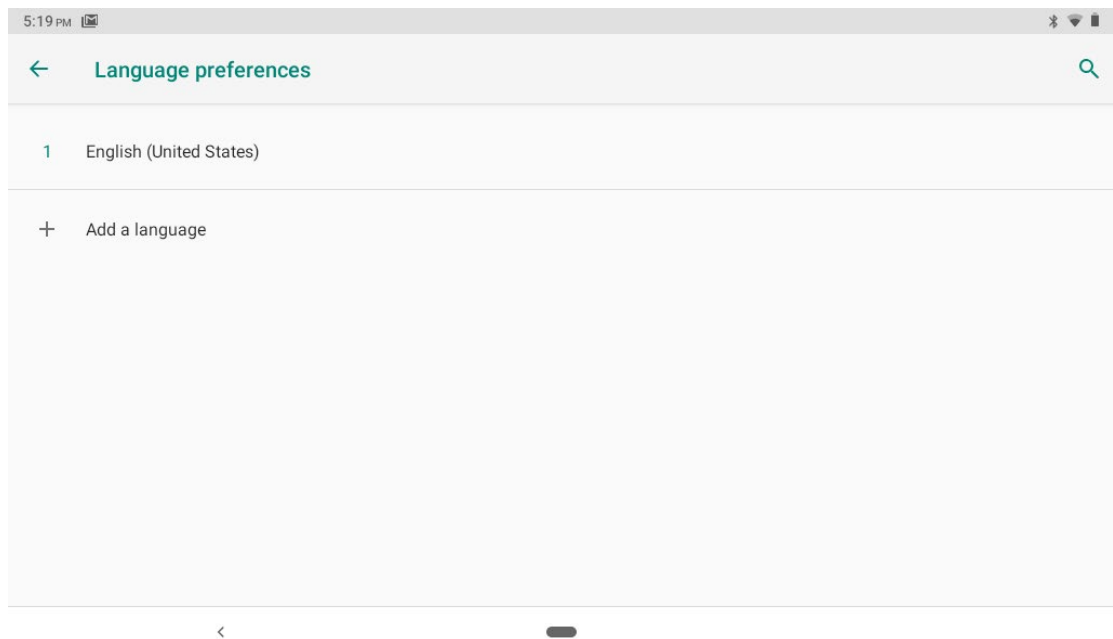 5:19 PM
Language preferences
1 English (United States)
Add a language